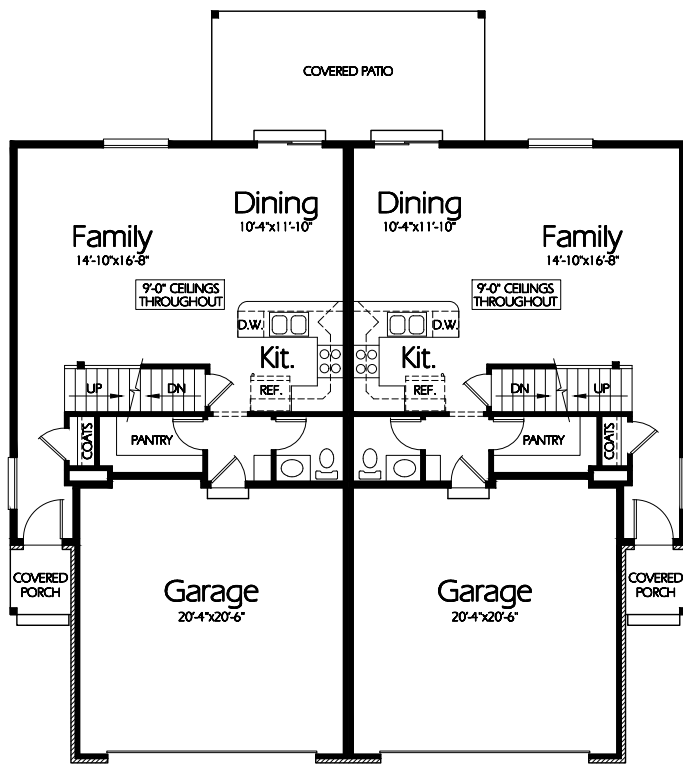 COVERED PATIO
Dining
10'-4"x11'-10"
Dining
10'-4"x11'-10"
Family
14'-10"x16'-8"
Family
14'-10"x16'-8"
9'-0" CEILINGS
THROUGHOUT
9'-0" CEILINGS
THROUGHOUT
D.W.
D.W.
Kit.
Kit.
UP
DN
REF.
REF.
DN
UP
COATS
PANTRY
PANTRY
COATS
COVERED
PORCH
Garage
20'-4"x20'-6"
Garage
20'-4"x20'-6"
COVERED
PORCH